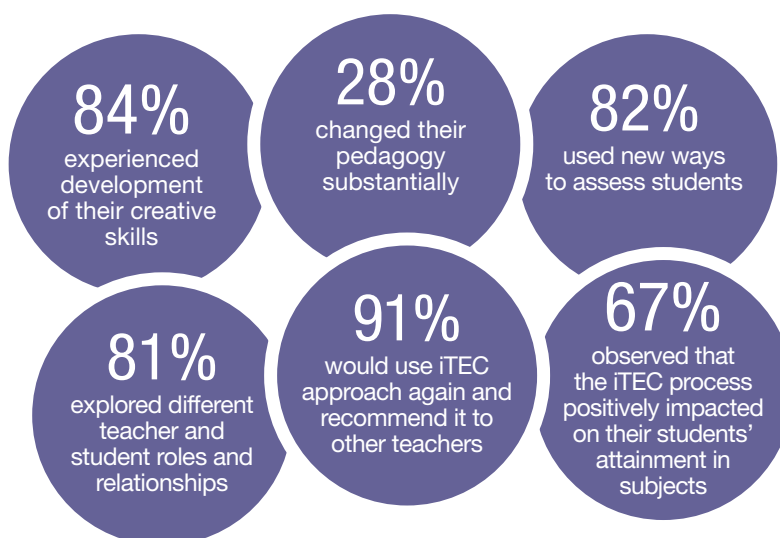 84%
experienced
development
of their creative
skills
28%
changed their
pedagogy
substantially
82%
used new ways
to assess students
81%
explored different
teacher and
student roles and
relationships
91%
would use iTEC
approach again and
recommend it to
other teachers
67%
observed that
the iTEC process
positively impacted
on their students’
attainment in
subjects